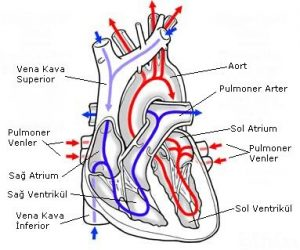 Vena Kava
Superior
Aort
Pulmoner Arter
Pulmoner
Venler
Sol Atrium
Pulmoner
Venler
Sağ Atrium
Sağ Ventrikül
Vena Kava
İnferior
Sol Ventrikül